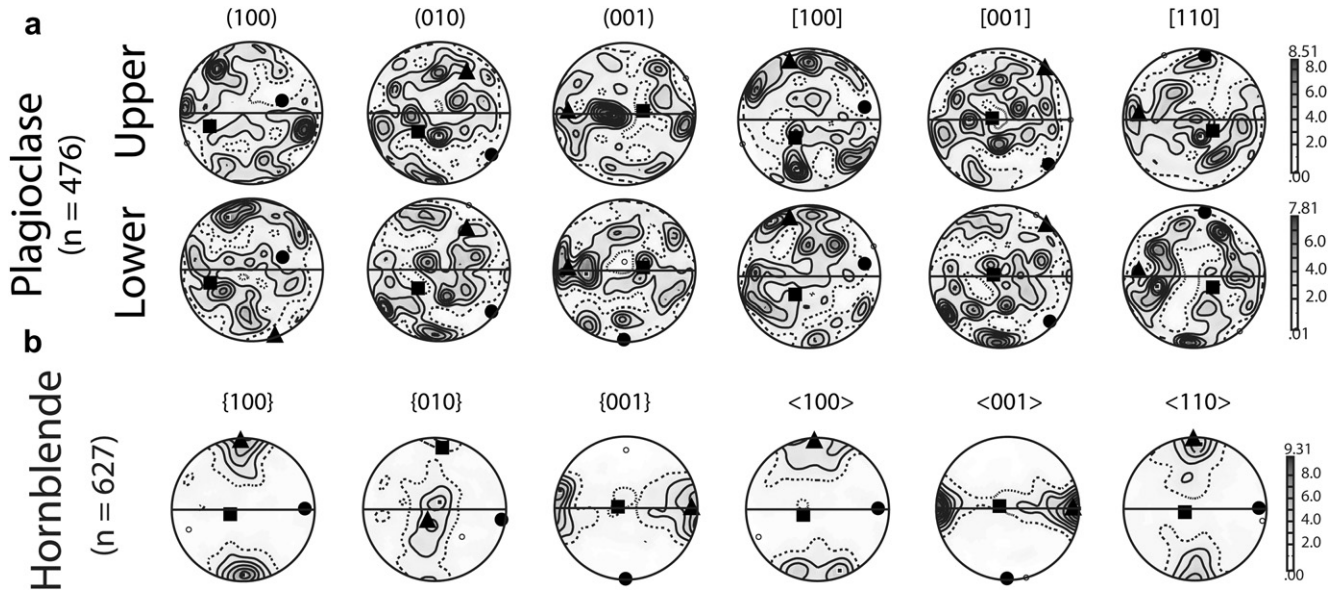 a
(100) (010) (001) [100] [001] [110]
Plagioclase
(n = 476)
Upper
8.51
8.0
6.0
4.0
2.0
.00
Lower
7.81
6.0
4.0
2.0
.01
b
{100} {010} {001} <100> <001> <110>
Hornblende
(n = 627)
9.31
8.0
6.0
4.0
2.0
.00